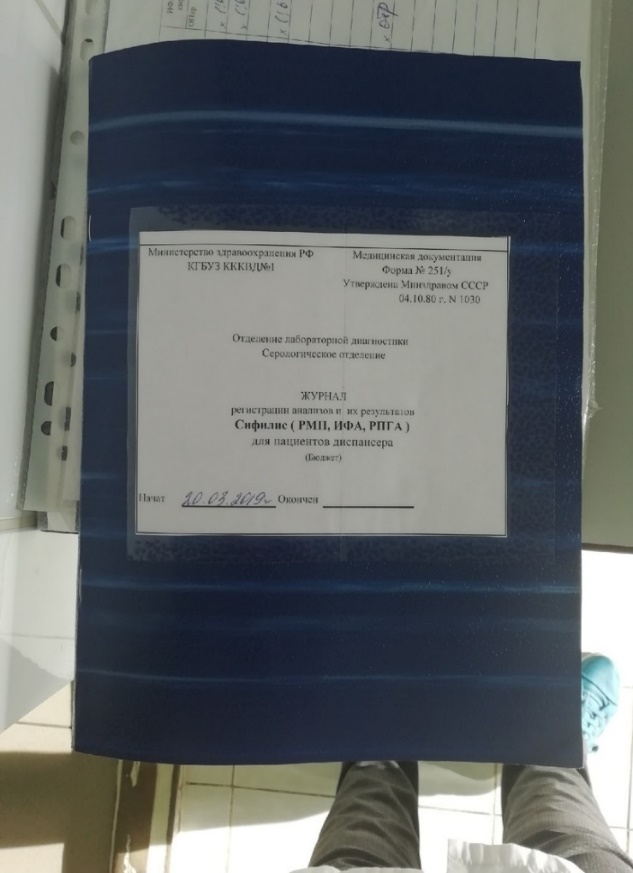 Министерство здравоохранения РФ
КГБУЗ КККВД№1
Медицинская документация
Форма № 251/у
Утверждена Минздравом СССР
04.10.80 г. N 1030
Отделение лабораторной диагностики
Серологическое отделение
ЖУРНАЛ
регистрации анализов и их результатов
Сифилис ( РМП, ИФА, РПГА )
для пациентов диспансера
(Бюджет)
Начат 20.03.2019г Окончен